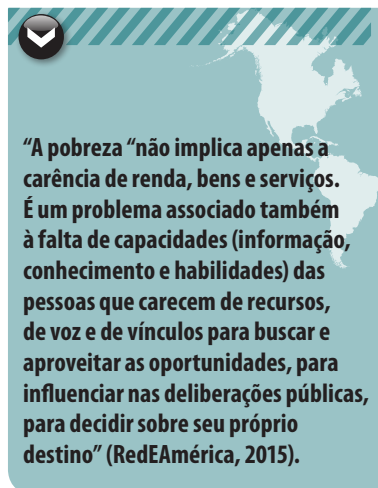 “A pobreza “não implica apenas a
carência de renda, bens e serviços.
É um problema associado também
à falta de capacidades (informação,
conhecimento e habilidades) das
pessoas que carecem de recursos,
de voz e de vínculos para buscar e
aproveitar as oportunidades, para
influenciar nas deliberações públicas,
para decidir sobre seu próprio
destino” (RedEAmérica, 2015).